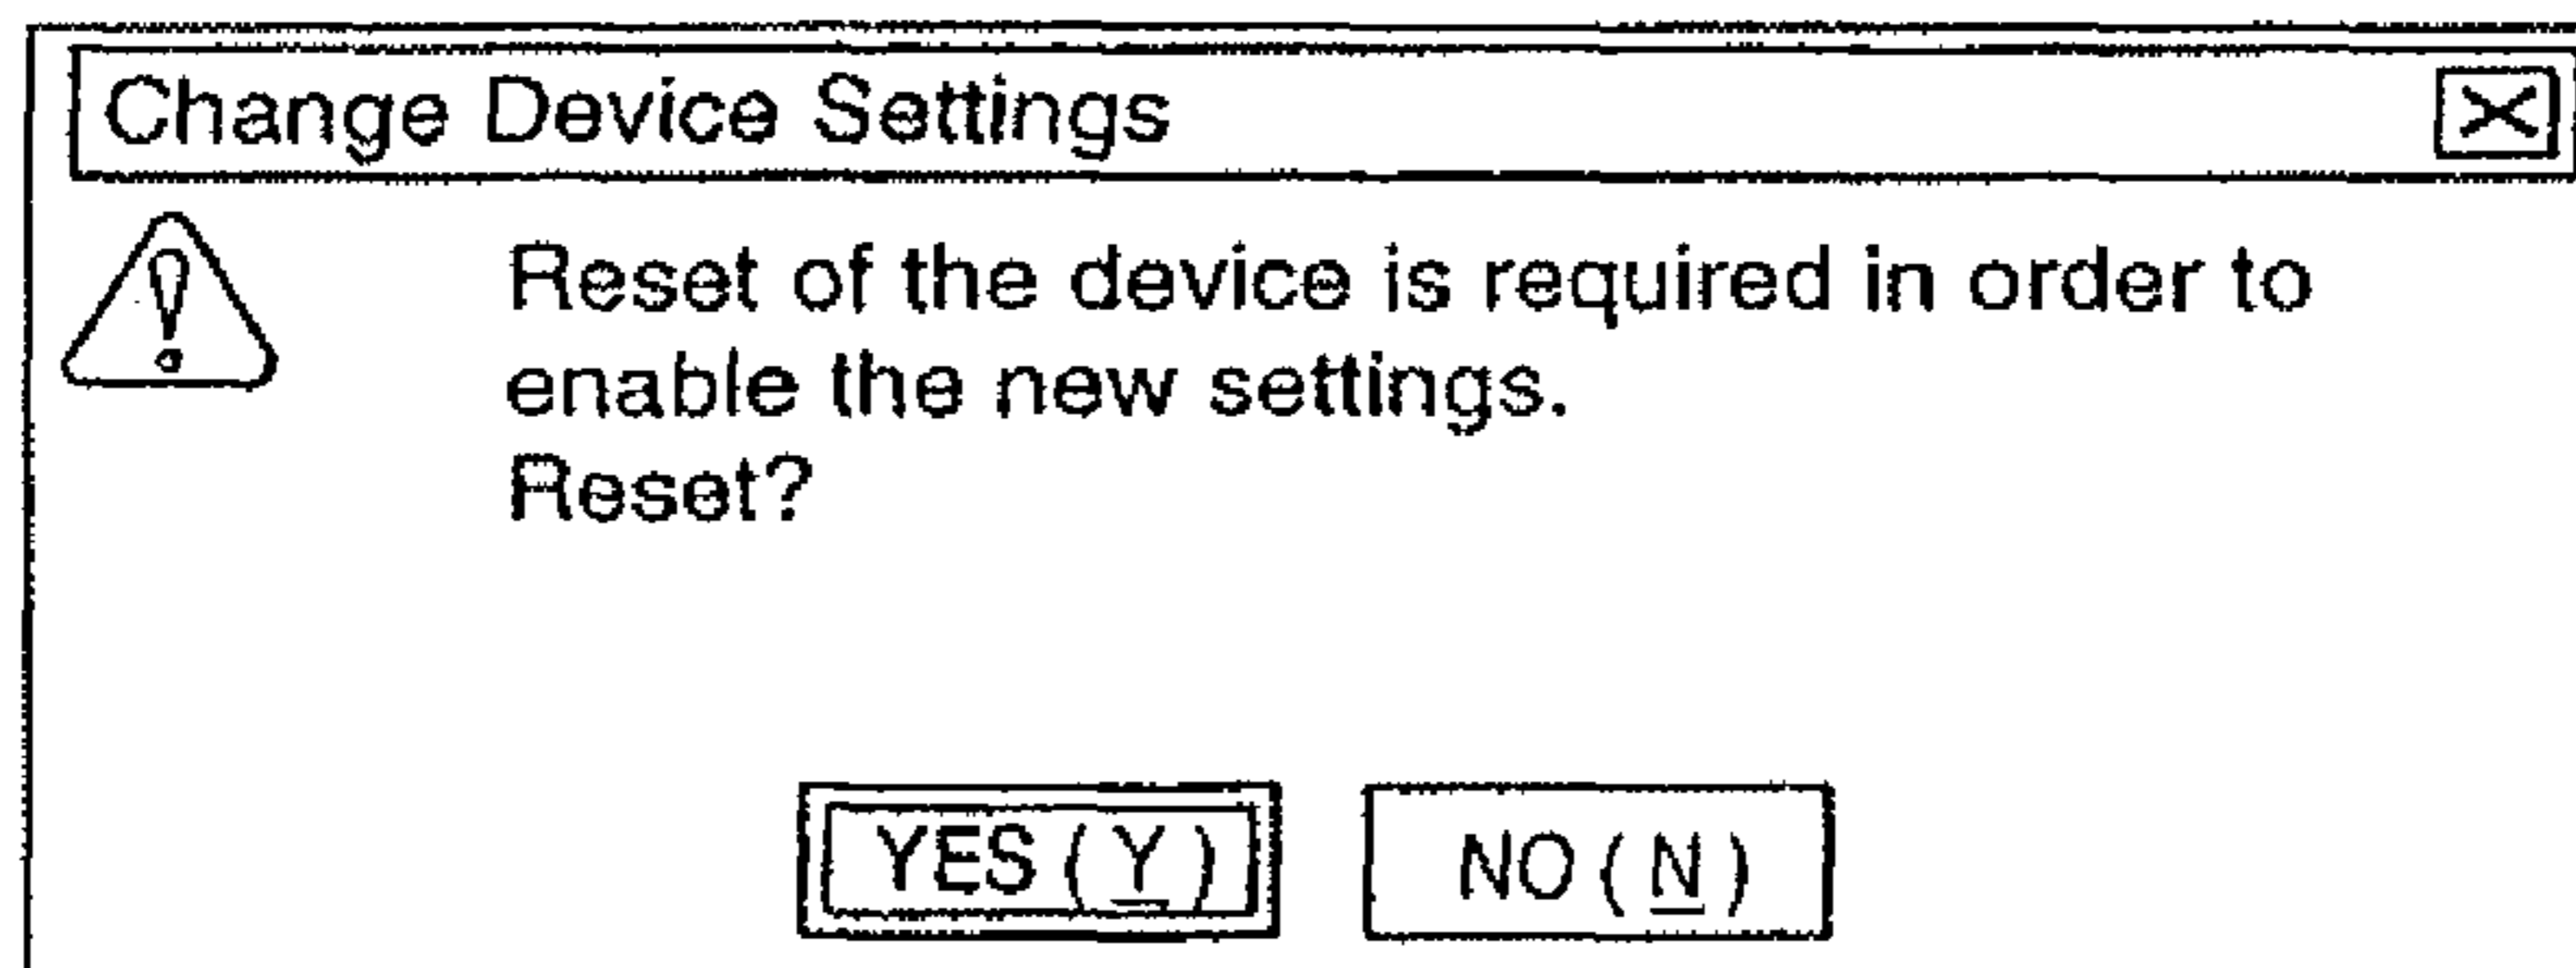 Change Device Settings
Reset of the device is required in order to
enable the new settings.
Reset?
YES (Y) NO (N)